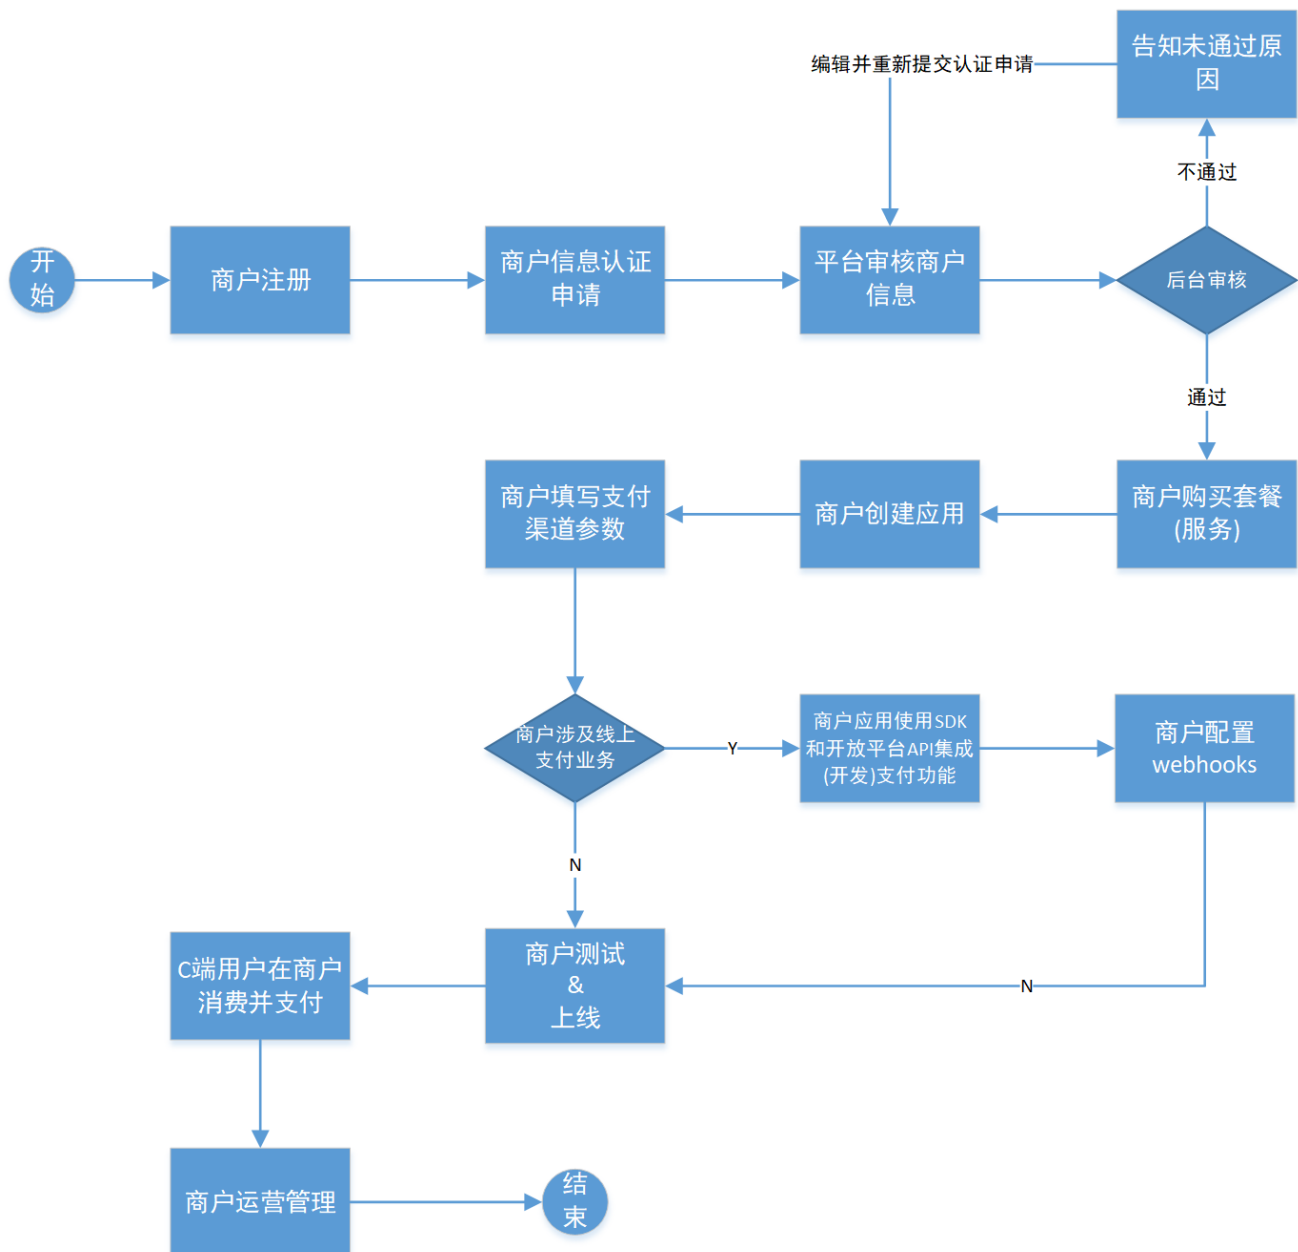 告知未通过原
因
编辑并重新提交认证申请
不通过
开
始
商户注册
商户信息认证
申请
平台审核商户
信息
后台审核
通过
商户填写支付
渠道参数
商户创建应用
商户购买套餐
(服务)
商户涉及线上
支付业务
Y
商户应用使用SDK
和开放平台API集成
(开发)支付功能
商户配置
webhooks
N
C端用户在商户
消费并支付
商户测试
&
上线
N
商户运营管理
结
束